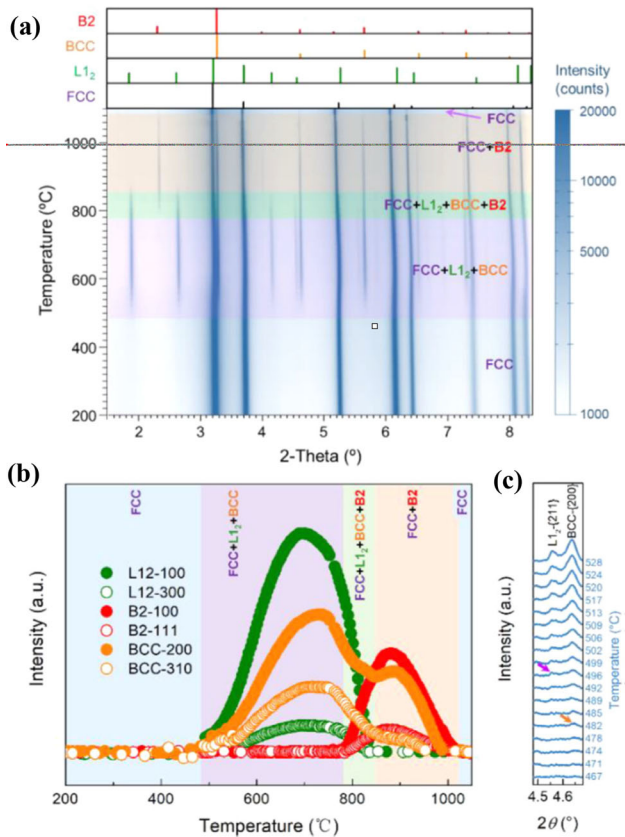 (a)
B2
BCC
L1₂
FCC
Intensity
(counts)
20000
10000
5000
1000
FCC
FCC+B2
FCC+L1₂+BCC+B2
FCC+L1₂+BCC
FCC
Temperature (ºC)
1000
800
600
400
200
2 3 4 5 6 7 8
2-Theta (º)
(b)
FCC
FCC+L1₂+BCC
FCC+L1₂+BCC+B2
FCC+B2
FCC
L12-100
L12-300
B2-100
B2-111
BCC-200
BCC-310
Intensity (a.u.)
200 400 600 800 1000
Temperature (℃)
(c)
L1₂-{211}
BCC-{200}
Intensity (a.u.)
528
524
520
517
513
509
506
502
499
496
492
489
485
482
478
474
471
467
Temperature (°C)
4.5 4.6
2θ (°)